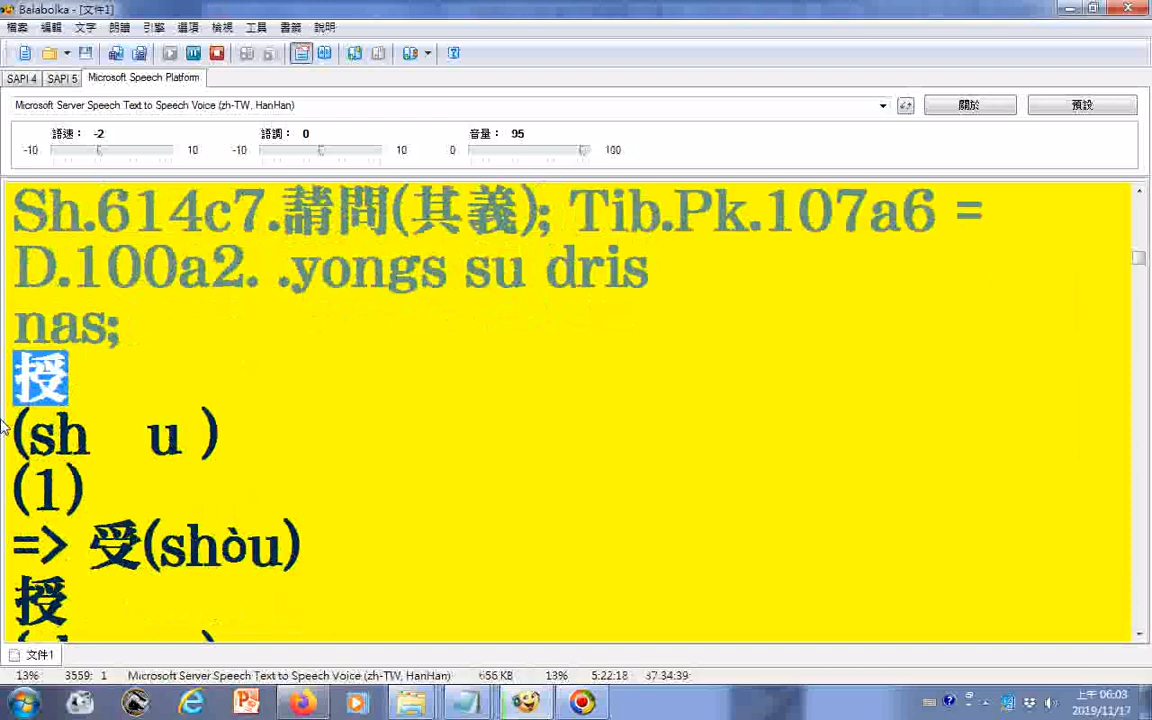 Balabolka - [文件1]
檔案 編輯 文字 朗讀 引擎 選項 檢視 工具 書籤 說明
SAPI 4 SAPI 5 Microsoft Speech Platform
Microsoft Server Speech Text to Speech Voice (zh-TW, HanHan) 關於 預設
語速： -2 語調： 0 音量： 95
-10 10 -10 10 0 100
Sh.614c7.請問(其義); Tib.Pk.107a6 =
D.100a2. .yongs su dris
nas;
授
(sh u )
(1)
=> 受(shòu)
授
文件1
13% 3559: 1 Microsoft Server Speech Text to Speech Voice (zh-TW, HanHan) 656 KB 13% 5:22:18 37:34:39
上午 06:03
2019/11/17